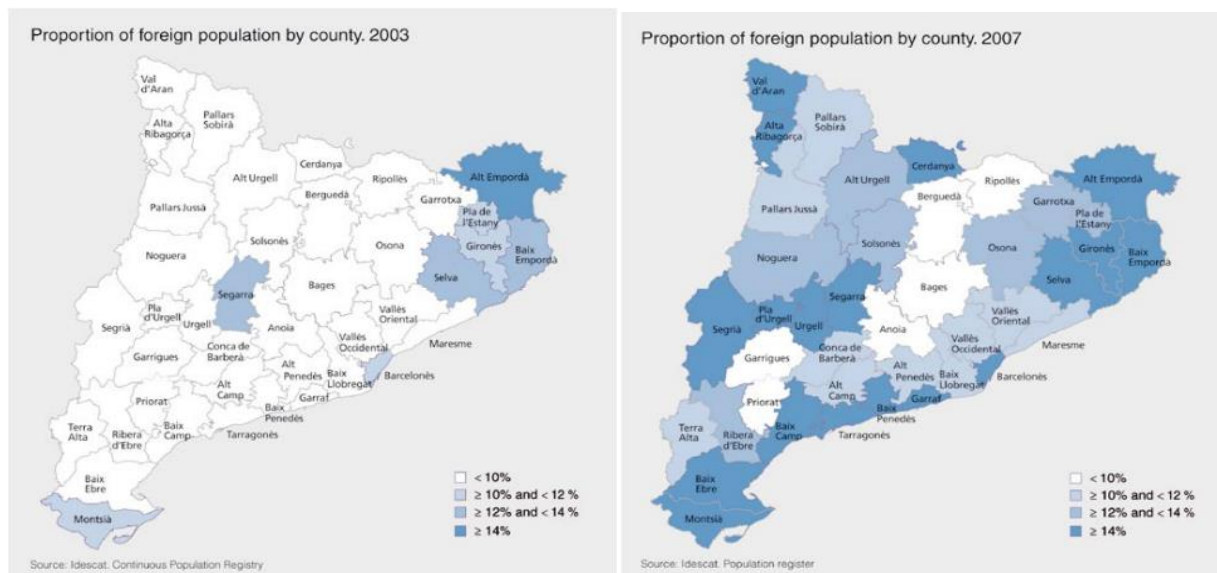 Proportion of foreign population by county. 2003
Val
d'Aran
Alta
Ribagorça
Pallars
Sobirà
Cerdanya
Alt Urgell
Ripollès
Alt Empordà
Berguedà
Garrotxa
Pla de
l'Estany
Pallars Jussà
Solsonès
Gironès
Osona
Baix
Empordà
Noguera
Selva
Segarra
Bages
Segrià
Pla
d'Urgell
Urgell
Vallès
Oriental
Anoia
Vallès
Occidental
Maresme
Garrigues
Conca de
Barberà
Alt
Penedès
Baix
Llobregat
Barcelonès
Alt
Camp
Garraf
Priorat
Baix
Penedès
Terra
Alta
Ribera
d'Ebre
Baix
Camp
Tarragonès
Baix
Ebre
Montsià
< 10%
≥ 10% and < 12 %
≥ 12% and < 14 %
≥ 14%
Source: Idescat. Continuous Population Registry
Proportion of foreign population by county. 2007
Val
d'Aran
Alta
Ribagorça
Pallars
Sobirà
Cerdanya
Alt Urgell
Ripollès
Alt Empordà
Berguedà
Garrotxa
Pla de
l'Estany
Pallars Jussà
Solsonès
Gironès
Osona
Baix
Empordà
Noguera
Selva
Segarra
Bages
Segrià
Pla
d'Urgell
Urgell
Vallès
Oriental
Anoia
Vallès
Occidental
Maresme
Garrigues
Conca de
Barberà
Alt
Penedès
Baix
Llobregat
Barcelonès
Alt
Camp
Garraf
Priorat
Baix
Penedès
Terra
Alta
Ribera
d'Ebre
Baix
Camp
Tarragonès
Baix
Ebre
Montsià
< 10%
≥ 10% and < 12 %
≥ 12% and < 14 %
≥ 14%
Source: Idescat. Population register